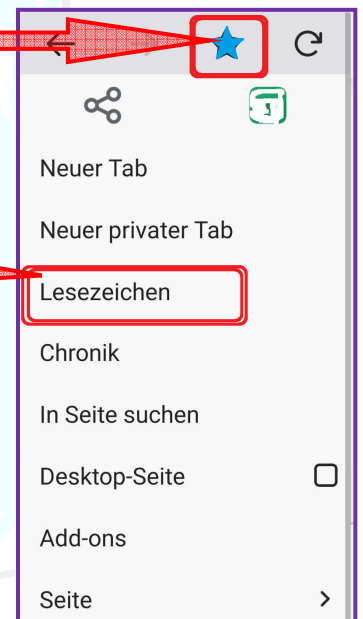 Neuer Tab
Neuer privater Tab
Lesezeichen
Chronik
In Seite suchen
Desktop-Seite
Add-ons
Seite